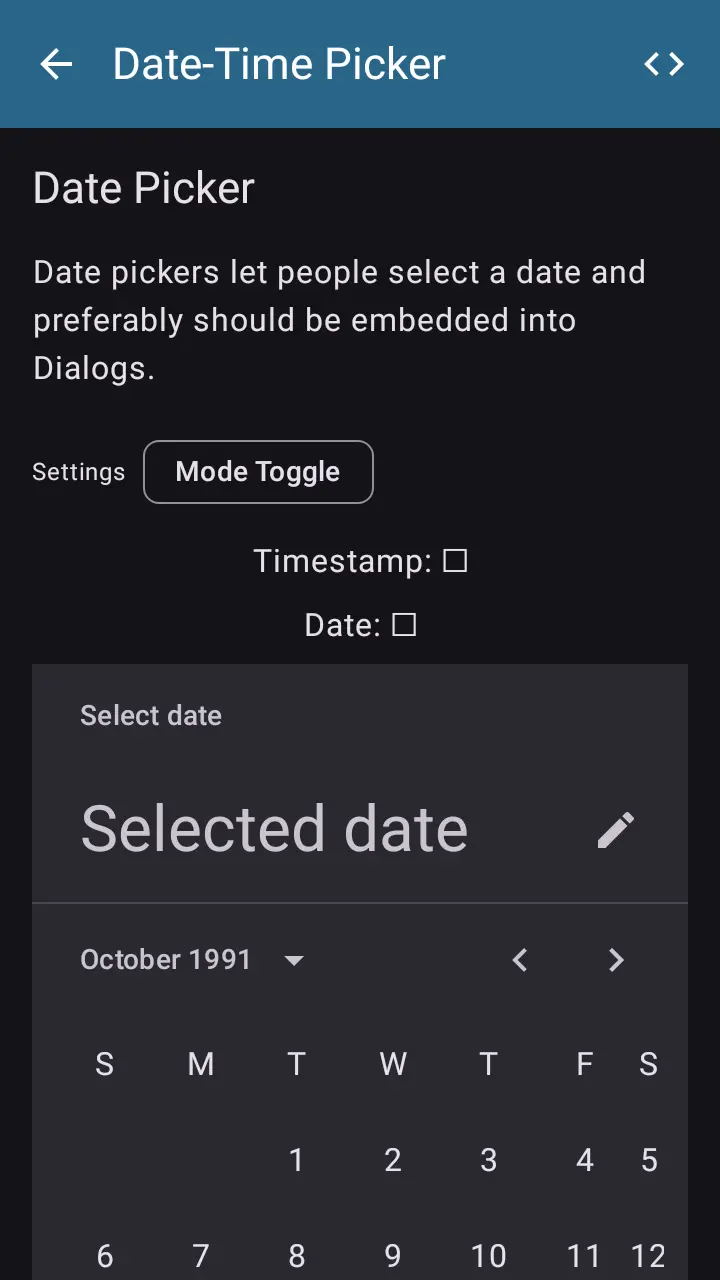 Date-Time Picker
Date Picker
Date pickers let people select a date and
preferably should be embedded into
Dialogs.
Settings Mode Toggle
Timestamp: □
Date: □
Select date
Selected date
October 1991
S M T W T F S
1 2 3 4 5
6 7 8 9 10 11 12